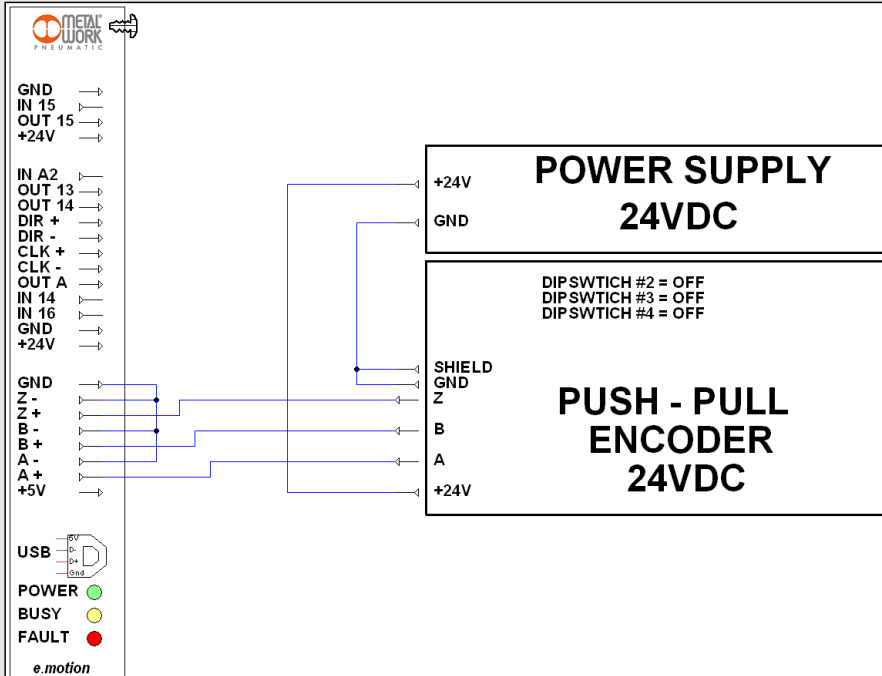 METAL
WORK
PNEUMATIC
GND
IN 15
OUT 15
+24V
IN A2
OUT 13
OUT 14
DIR +
DIR -
CLK +
CLK -
OUT A
IN 14
IN 16
GND
+24V
GND
Z -
Z +
B -
B +
A -
A +
+5V
USB
5V
D-
D+
Gnd
POWER
BUSY
FAULT
e.motion
+24V
GND
POWER SUPPLY
24VDC
DIPSWTICH #2 = OFF
DIPSWTICH #3 = OFF
DIPSWTICH #4 = OFF
SHIELD
GND
Z
B
A
+24V
PUSH - PULL
ENCODER
24VDC